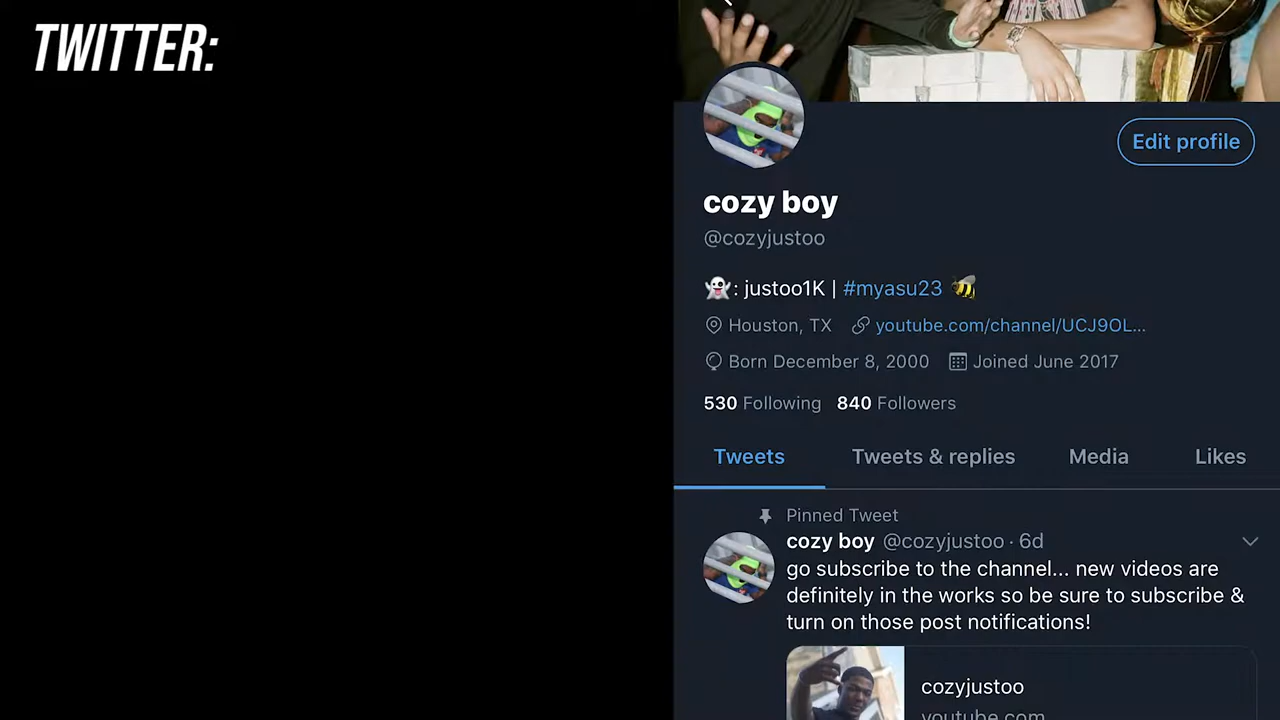 TWITTER:
Edit profile
cozy boy
@cozyjustoo
👻: justoo1K | #myasu23 🐝
Houston, TX youtube.com/channel/UCJ9OL...
Born December 8, 2000 Joined June 2017
530 Following 840 Followers
Tweets Tweets & replies Media Likes
Pinned Tweet
cozy boy @cozyjustoo · 6d
go subscribe to the channel... new videos are
definitely in the works so be sure to subscribe &
turn on those post notifications!
cozyjustoo
youtube.com